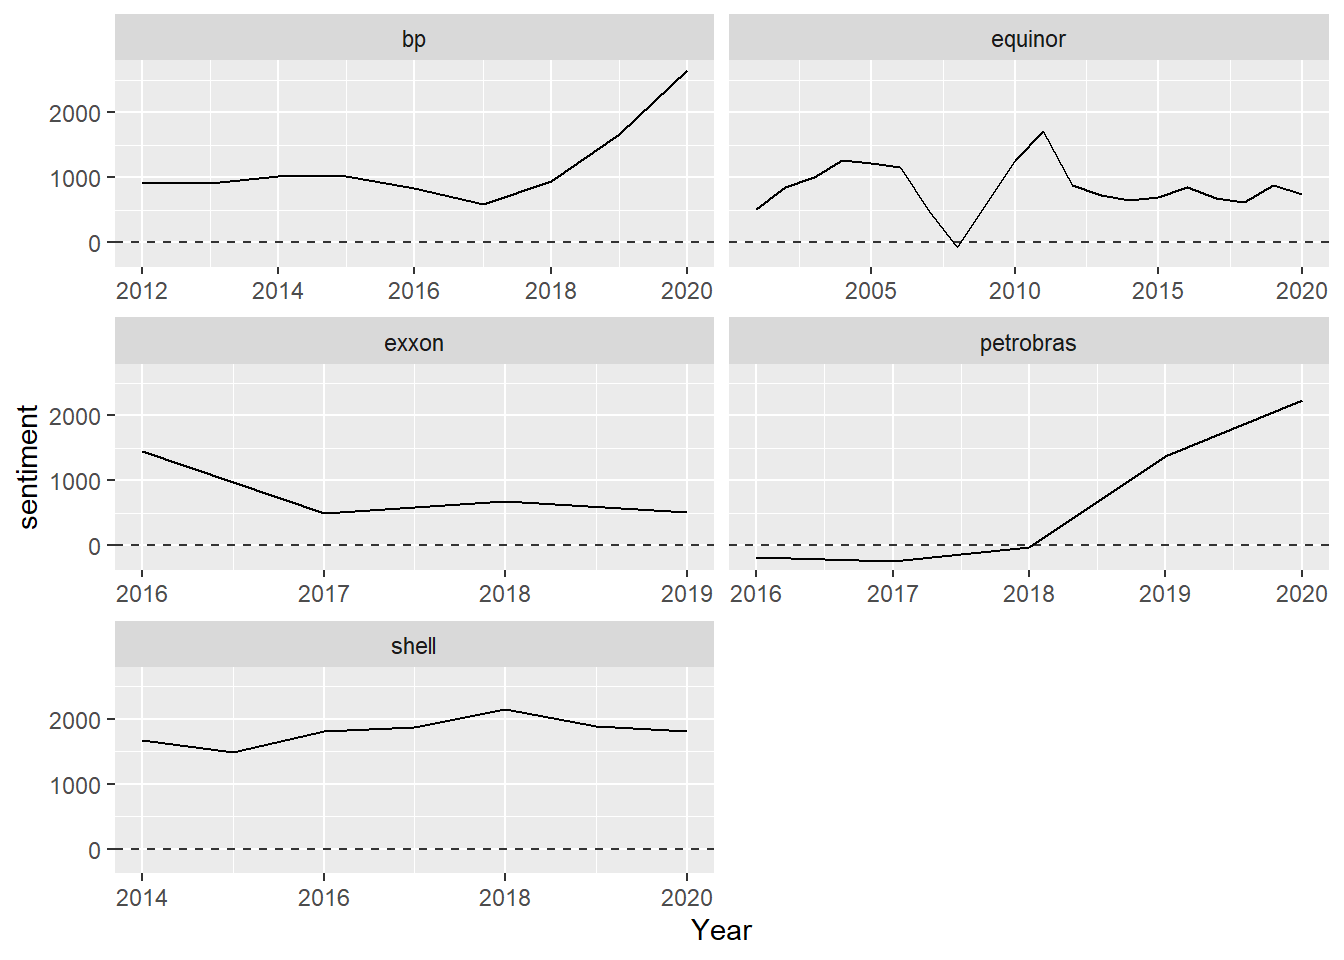 bp
equinor
2000
1000
0
2012 2014 2016 2018 2020
2005 2010 2015 2020
exxon
petrobras
2000
1000
0
2016 2017 2018 2019
2016 2017 2018 2019 2020
shell
2000
1000
0
2014 2016 2018 2020
sentiment
Year